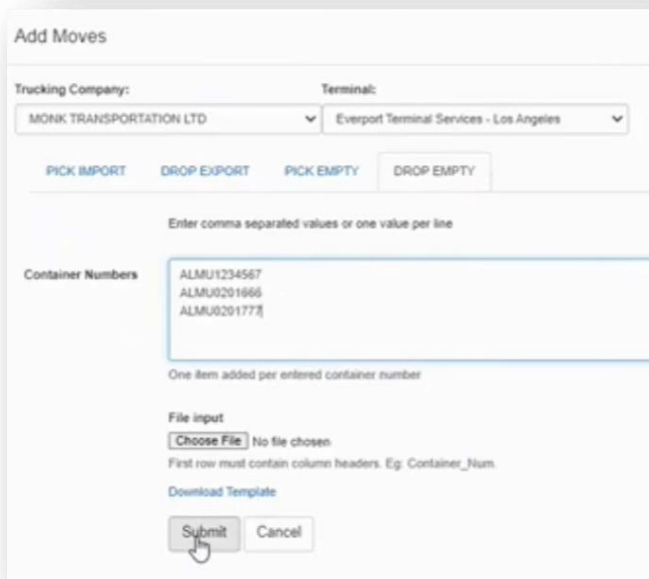 Add Moves
Trucking Company: Terminal:
MONK TRANSPORTATION LTD Everport Terminal Services - Los Angeles
PICK IMPORT DROP EXPORT PICK EMPTY DROP EMPTY
Enter comma separated values or one value per line
Container Numbers ALMU1234567
ALMU0201666
ALMU0201777
One item added per entered container number
File input
Choose File No file chosen
First row must contain column headers. Eg: Container_Num.
Download Template
Submit Cancel